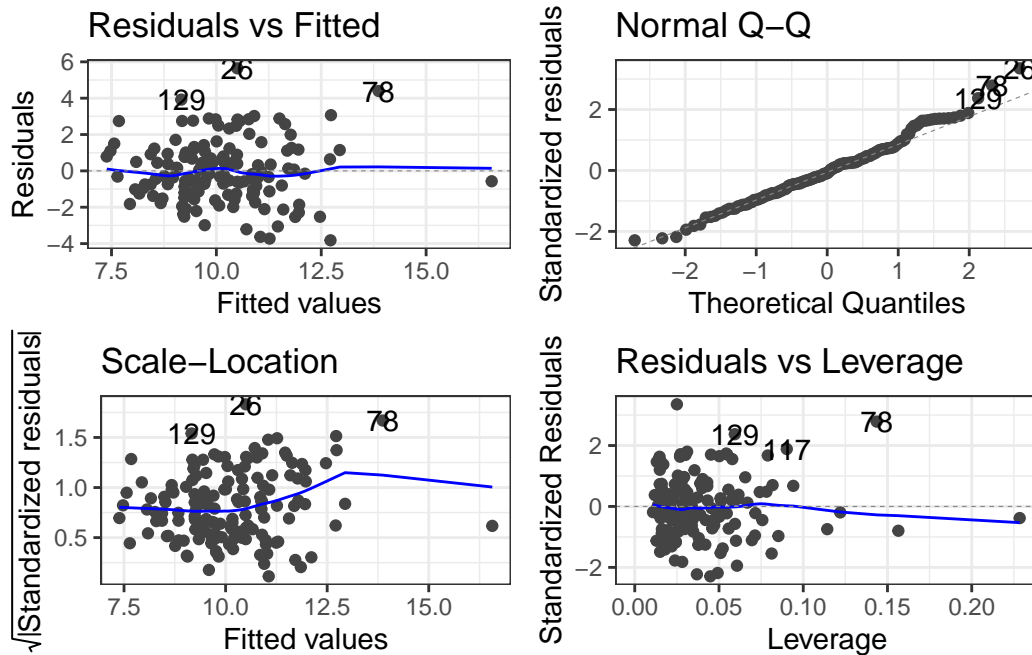 Residuals vs Fitted
6
4
2
0
−2
−4
26
129
78
7.5 10.0 12.5 15.0
Residuals
Fitted values
Normal Q−Q
2
0
−2
26
78
129
−2 −1 0 1 2
Standardized residuals
Theoretical Quantiles
Scale−Location
1.5
1.0
0.5
26
129
78
7.5 10.0 12.5 15.0
√|Standardized residuals|
Fitted values
Residuals vs Leverage
2
0
−2
78
129
117
0.00 0.05 0.10 0.15 0.20
Standardized Residuals
Leverage